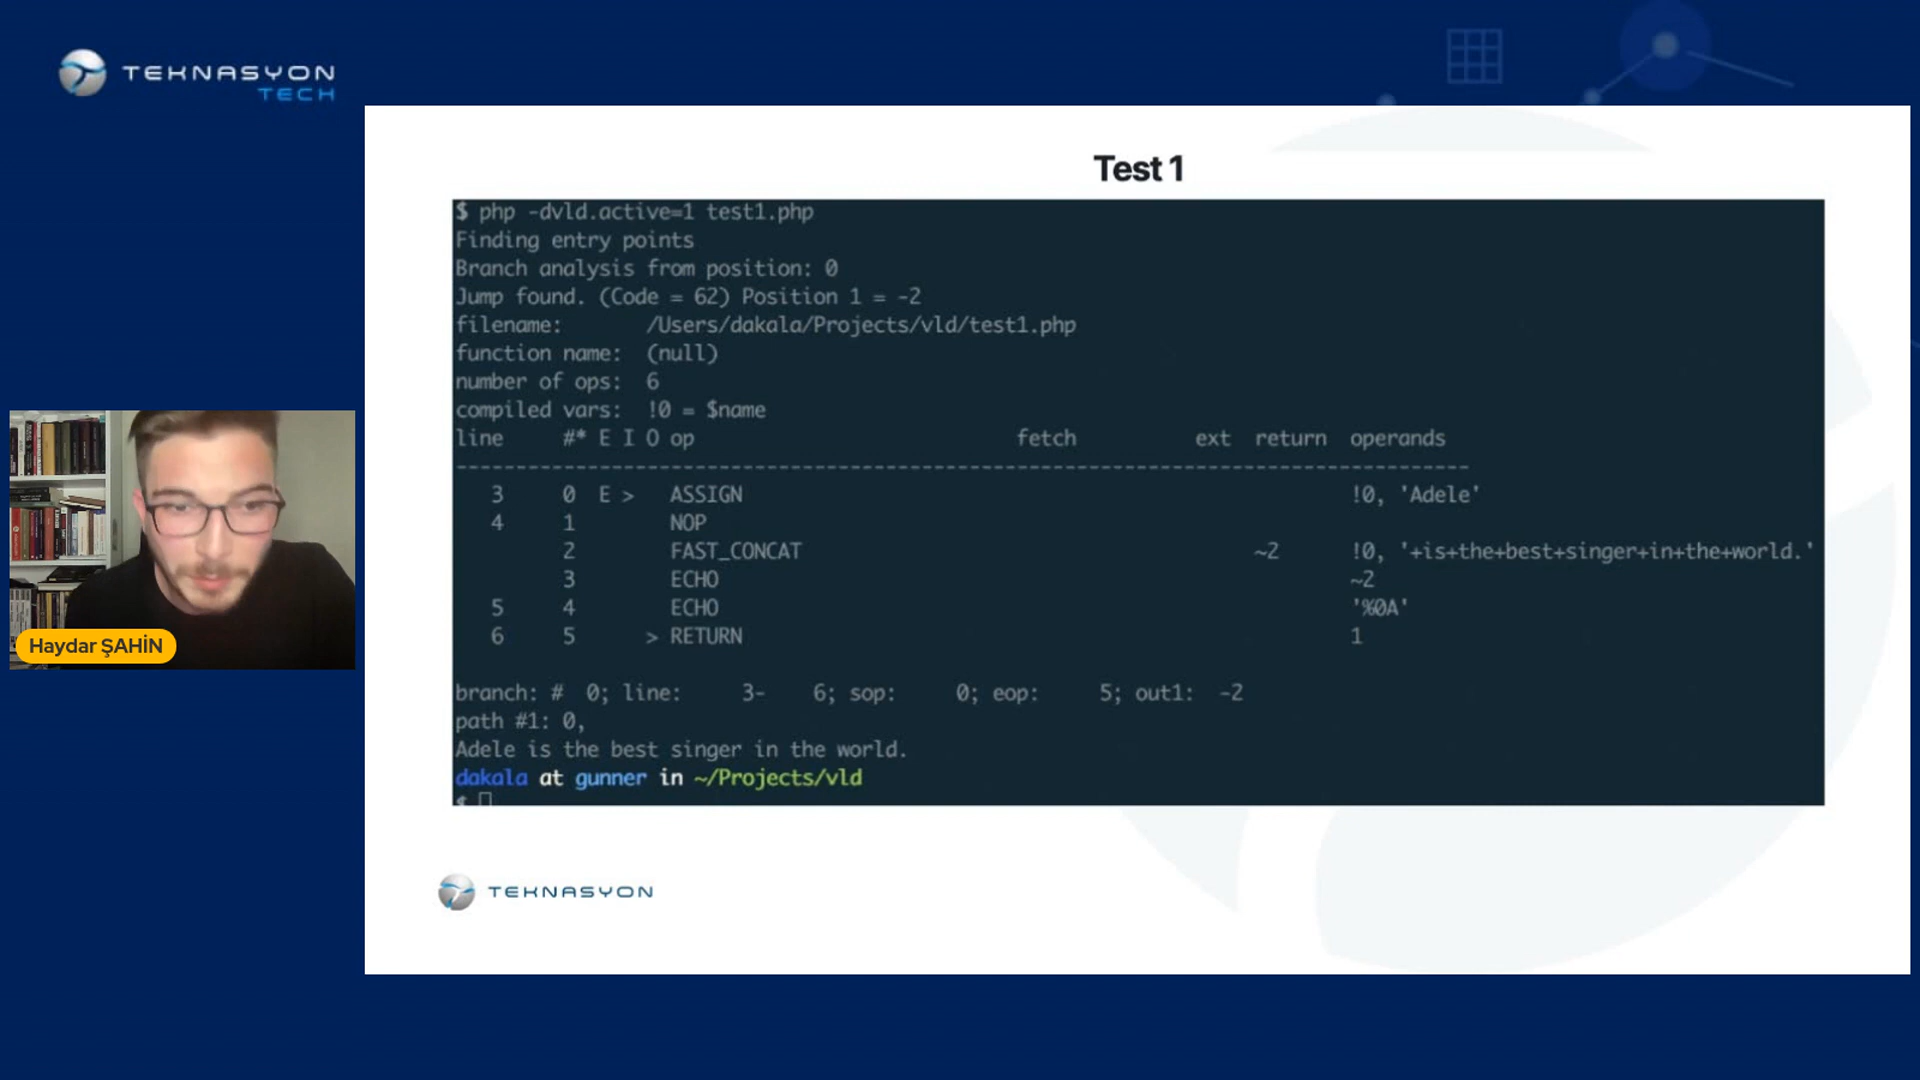 TEKNASYON
TECH
Test 1
$ php -dvld.active=1 test1.php
Finding entry points
Branch analysis from position: 0
Jump found. (Code = 62) Position 1 = -2
filename: /Users/dakala/Projects/vld/test1.php
function name: (null)
number of ops: 6
compiled vars: !0 = $name
line #* E I O op fetch ext return operands
-------------------------------------------------------------------------------------
3 0 E > ASSIGN !0, 'Adele'
4 1 NOP
2 FAST_CONCAT ~2 !0, '+is+the+best+singer+in+the+world.'
3 ECHO ~2
5 4 ECHO '%0A'
6 5 > RETURN 1
branch: # 0; line: 3- 6; sop: 0; eop: 5; out1: -2
path #1: 0,
Adele is the best singer in the world.
dakala at gunner in ~/Projects/vld
$
Haydar ŞAHİN
TEKNASYON